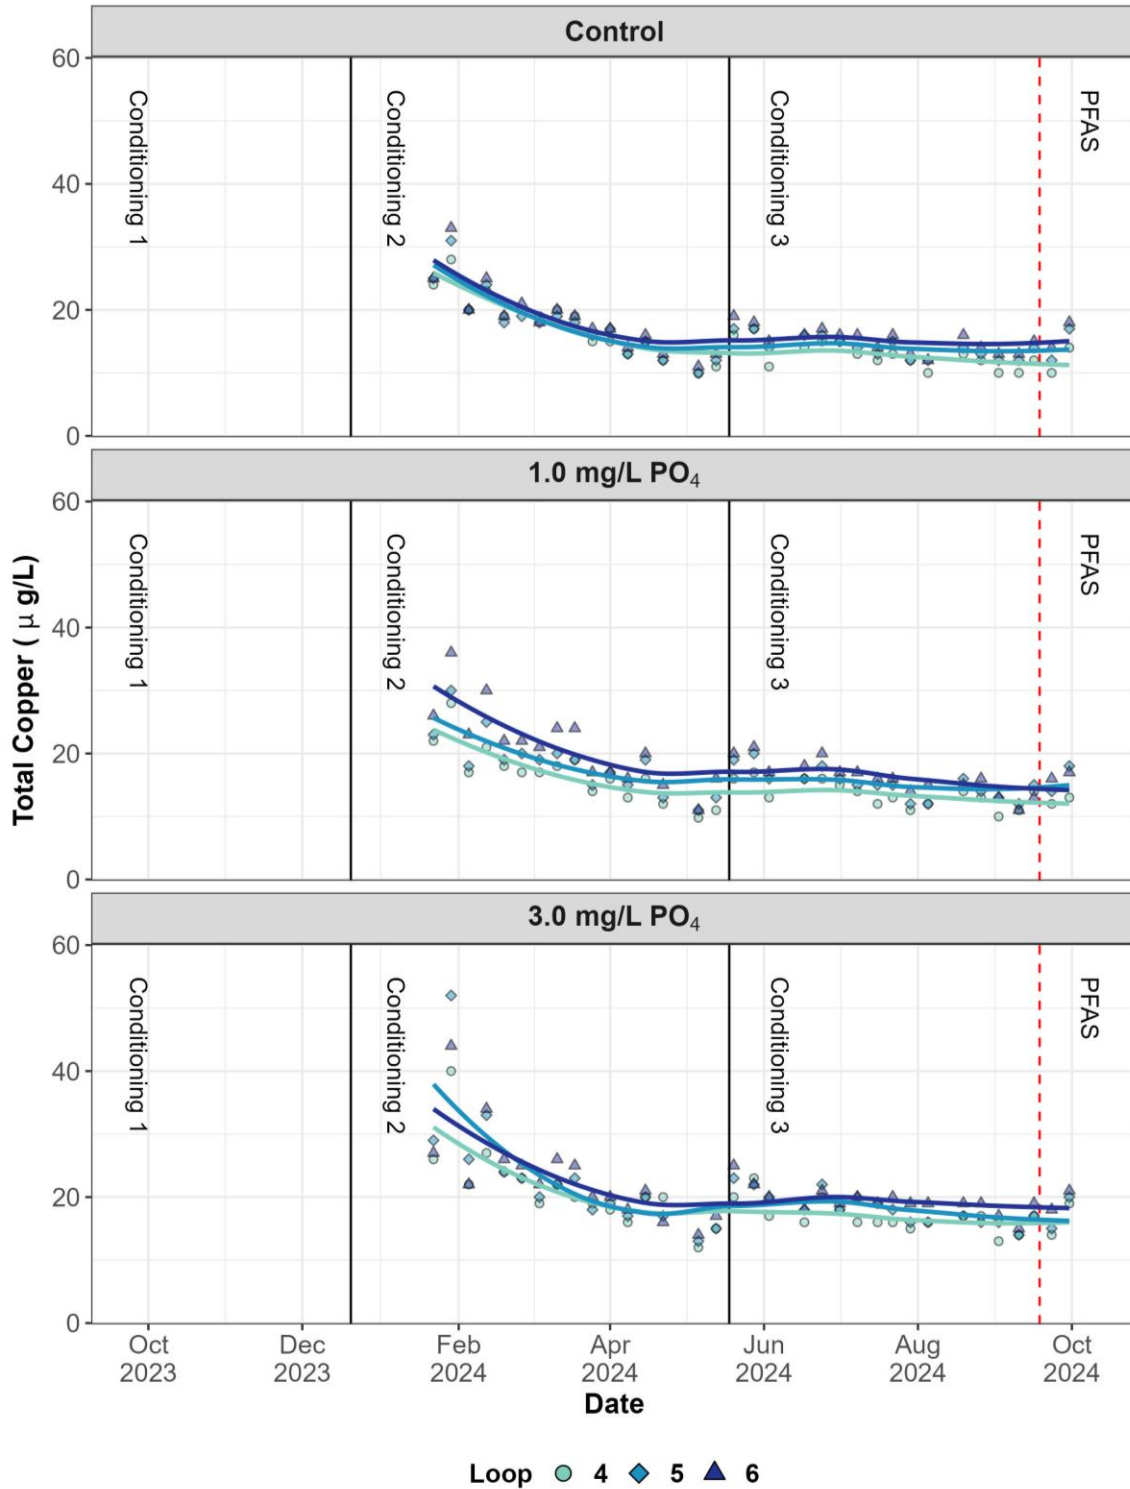 Control
60
40
20
0
Conditioning 1
Conditioning 2
Conditioning 3
PFAS
1.0 mg/L PO₄
60
40
20
0
Conditioning 1
Conditioning 2
Conditioning 3
PFAS
Total Copper ( μ g/L)
3.0 mg/L PO₄
60
40
20
0
Conditioning 1
Conditioning 2
Conditioning 3
PFAS
Oct 2023
Dec 2023
Feb 2024
Apr 2024
Jun 2024
Aug 2024
Oct 2024
Date
Loop 4 5 6